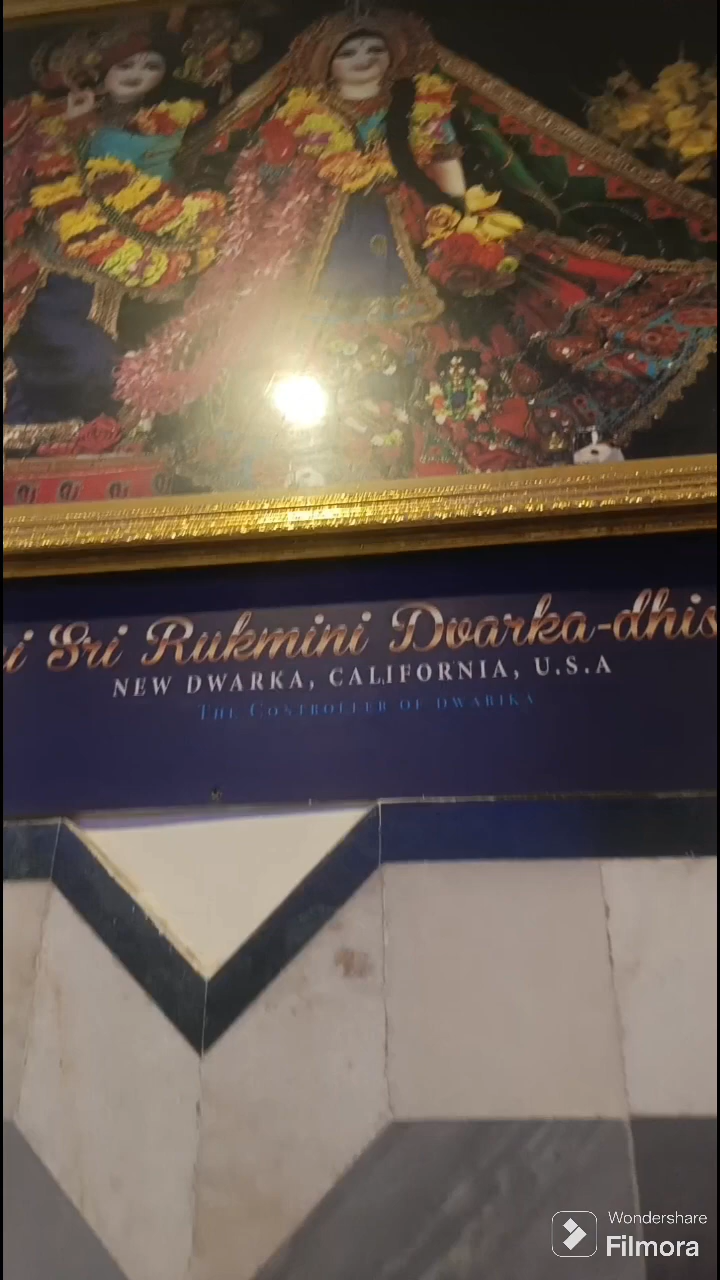 Sri Rukmini Dvarka-dhis
NEW DWARKA, CALIFORNIA, U.S.A
THE CONTROLLER OF DWARIKA
Wondershare
Filmora